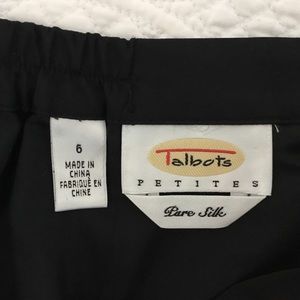 6
MADE IN
CHINA
FABRIQUÉ EN
CHINE
Talbots
PETITES
Pure Silk